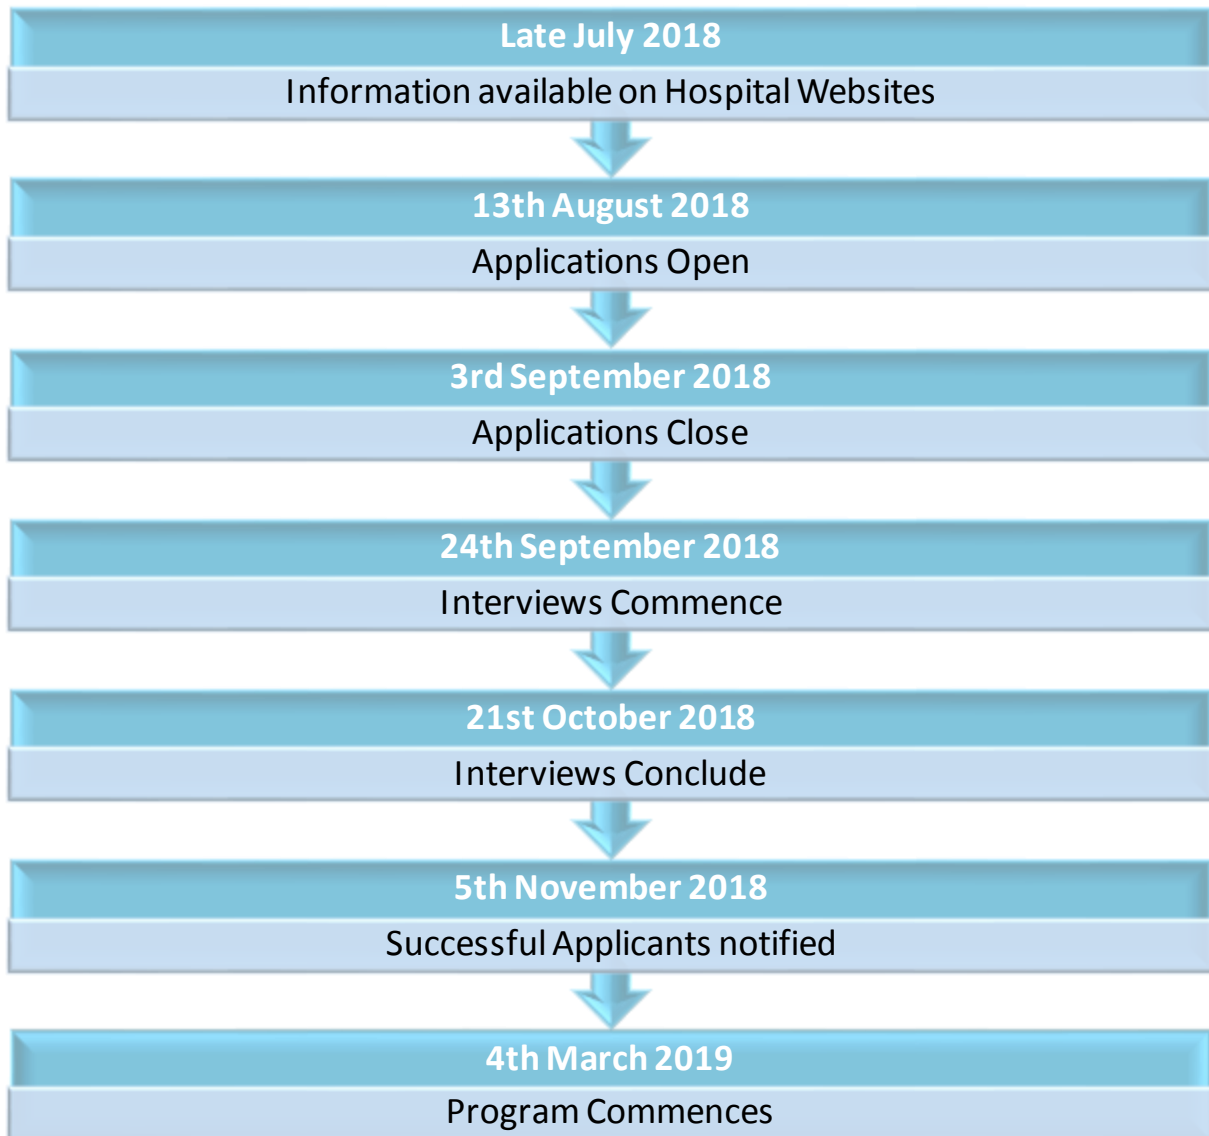 Late July 2018
Information available on Hospital Websites
13th August 2018
Applications Open
3rd September 2018
Applications Close
24th September 2018
Interviews Commence
21st October 2018
Interviews Conclude
5th November 2018
Successful Applicants notified
4th March 2019
Program Commences